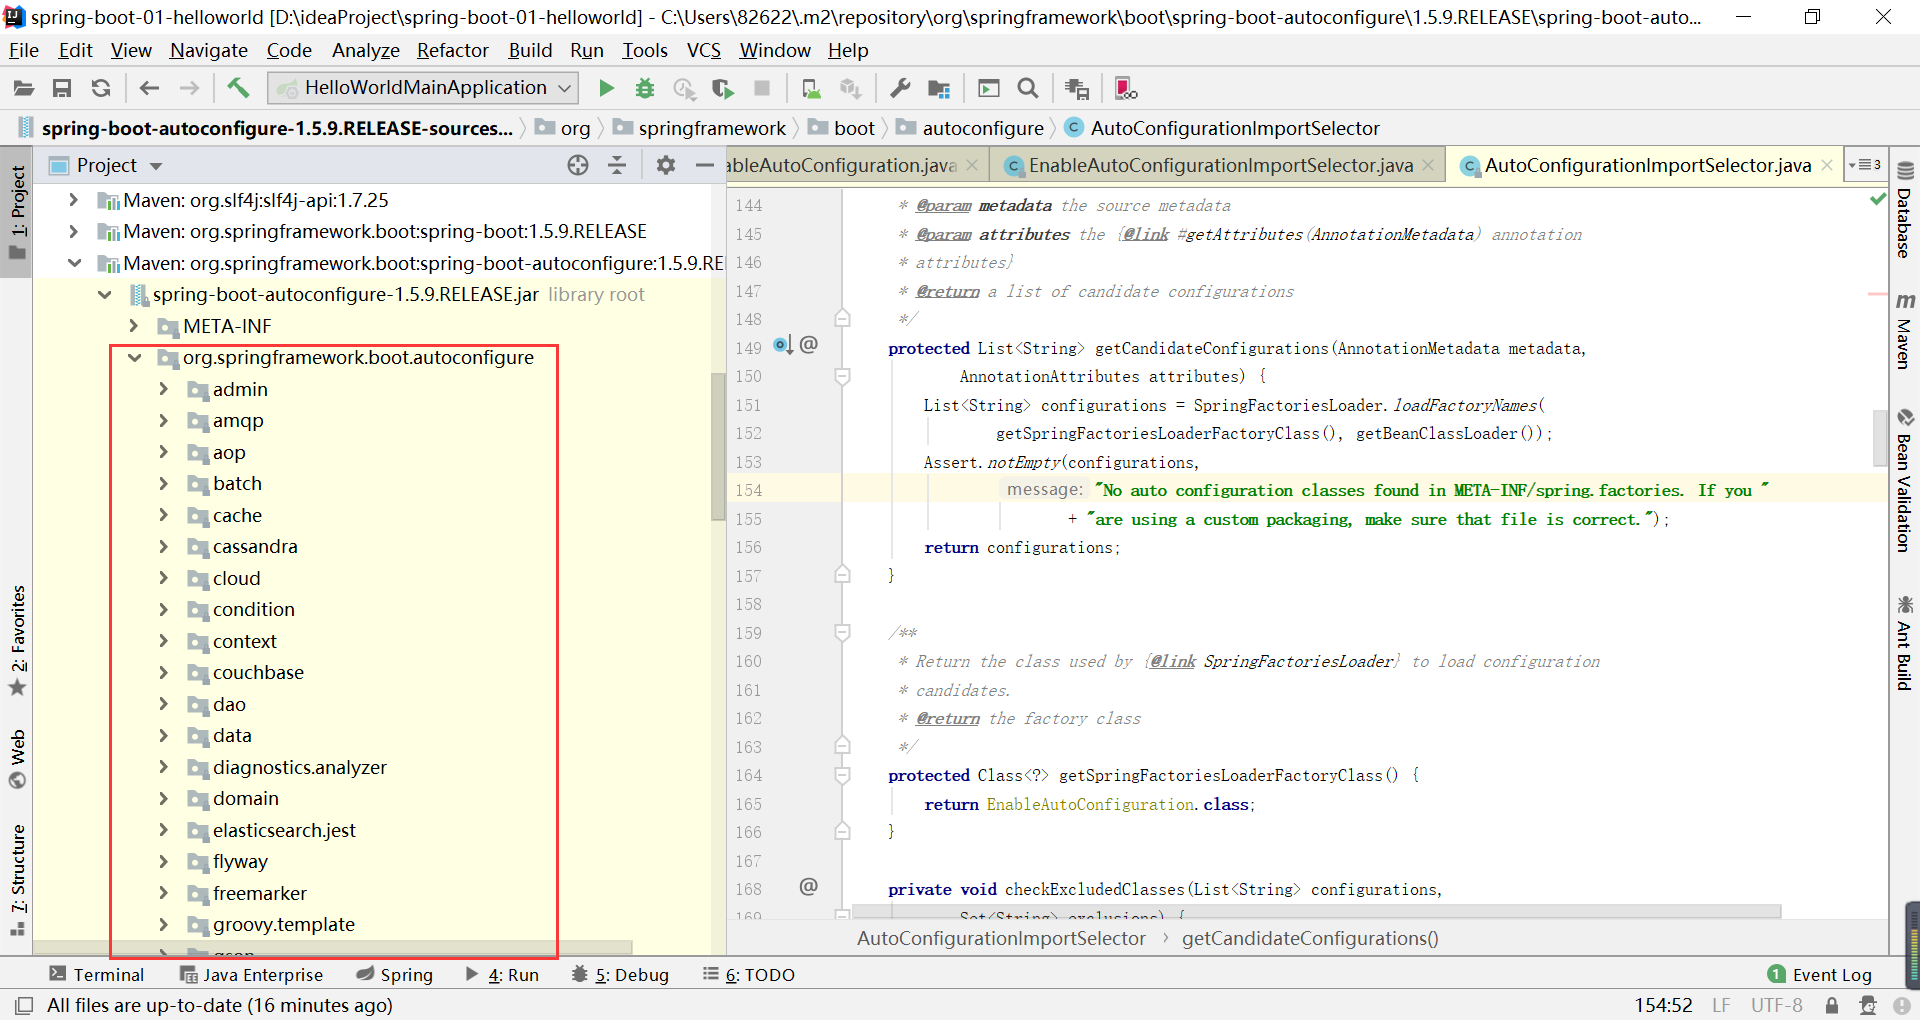 spring-boot-01-helloworld [D:\ideaProject\spring-boot-01-helloworld] - C:\Users\82622\.m2\repository\org\springframework\boot\spring-boot-autoconfigure\1.5.9.RELEASE\spring-boot-auto...
File Edit View Navigate Code Analyze Refactor Build Run Tools VCS Window Help
HelloWorldMainApplication
spring-boot-autoconfigure-1.5.9.RELEASE-sources... org springframework boot autoconfigure AutoConfigurationImportSelector
1: Project
2: Favorites
Web
7: Structure
Project
Maven: org.slf4j:slf4j-api:1.7.25
Maven: org.springframework.boot:spring-boot:1.5.9.RELEASE
Maven: org.springframework.boot:spring-boot-autoconfigure:1.5.9.RE
spring-boot-autoconfigure-1.5.9.RELEASE.jar library root
META-INF
org.springframework.boot.autoconfigure
admin
amqp
aop
batch
cache
cassandra
cloud
condition
context
couchbase
dao
data
diagnostics.analyzer
domain
elasticsearch.jest
flyway
freemarker
groovy.template
ableAutoConfiguration.java EnableAutoConfigurationImportSelector.java AutoConfigurationImportSelector.java 3
144 * @param metadata the source metadata
145 * @param attributes the {@link #getAttributes(AnnotationMetadata) annotation
146 * attributes}
147 * @return a list of candidate configurations
148 */
149 @ protected List<String> getCandidateConfigurations(AnnotationMetadata metadata,
150 AnnotationAttributes attributes) {
151 List<String> configurations = SpringFactoriesLoader.loadFactoryNames(
152 getSpringFactoriesLoaderFactoryClass(), getBeanClassLoader());
153 Assert.notEmpty(configurations,
154 message: "No auto configuration classes found in META-INF/spring.factories. If you "
155 + "are using a custom packaging, make sure that file is correct.");
156 return configurations;
157 }
158
159 /**
160 * Return the class used by {@link SpringFactoriesLoader} to load configuration
161 * candidates.
162 * @return the factory class
163 */
164 protected Class<?> getSpringFactoriesLoaderFactoryClass() {
165 return EnableAutoConfiguration.class;
166 }
167
168 @ private void checkExcludedClasses(List<String> configurations,
169 Set<String> exclusions) {
AutoConfigurationImportSelector › getCandidateConfigurations()
Database
m Maven
Bean Validation
Ant Build
Terminal Java Enterprise Spring 4: Run 5: Debug 6: TODO 1 Event Log
All files are up-to-date (16 minutes ago) 154:52 LF UTF-8